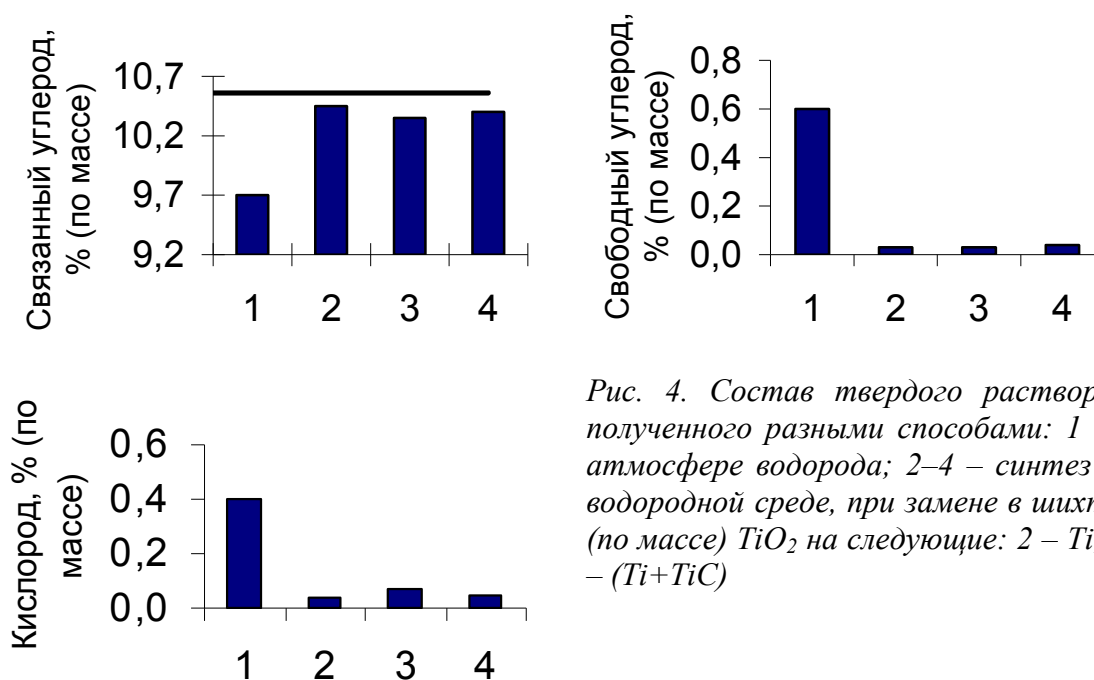 Связанный углерод,
% (по массе)
10,7
10,2
9,7
9,2
1 2 3 4
Свободный углерод,
% (по массе)
0,8
0,6
0,4
0,2
0,0
1 2 3 4
Кислород, % (по
массе)
0,6
0,4
0,2
0,0
1 2 3 4
Рис. 4. Состав твердого раствор
полученного разными способами: 1
атмосфере водорода; 2–4 – синтез
водородной среде, при замене в ших
(по массе) TiO2 на следующие: 2 – Ti
– (Ti+TiC)